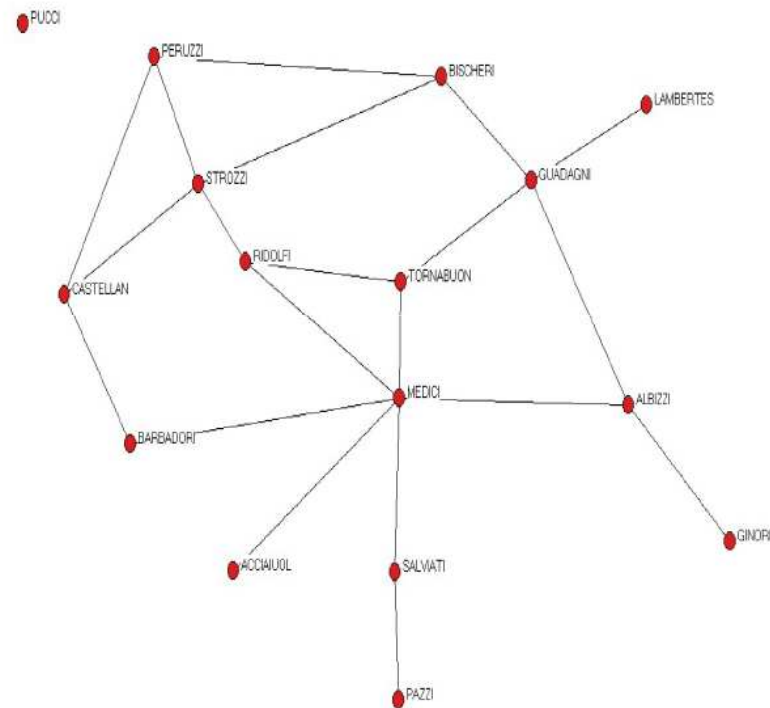 PUCCI
PERUZZI
BISCHERI
LAMBERTES
STROZZI
GUADAGNI
RIDOLFI
TORNABUON
CASTELLAN
MEDICI
ALBIZZI
BARBADORI
GINORI
ACCIAIUOL
SALVIATI
PAZZI